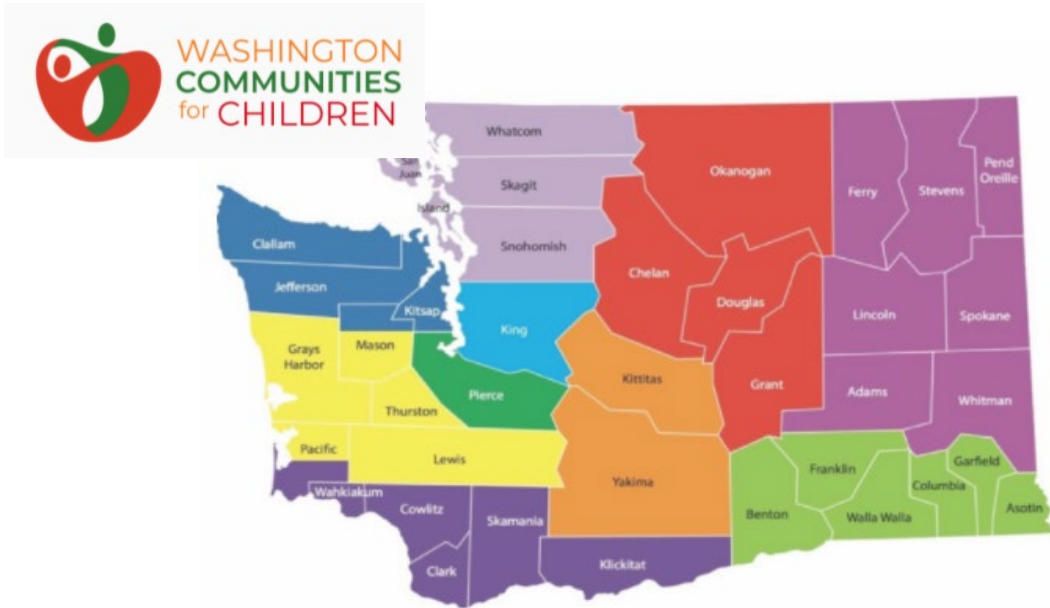 WASHINGTON
COMMUNITIES
for CHILDREN
Whatcom
San
Juan
Skagit
Island
Snohomish
Okanogan
Ferry
Stevens
Pend
Oreille
Clallam
Jefferson
Kitsap
Chelan
Douglas
King
Lincoln
Spokane
Grays
Harbor
Mason
Kittitas
Grant
Pierce
Thurston
Adams
Whitman
Pacific
Lewis
Yakima
Franklin
Garfield
Columbia
Wahkiakum
Cowlitz
Skamania
Benton
Walla Walla
Asotin
Clark
Klickitat